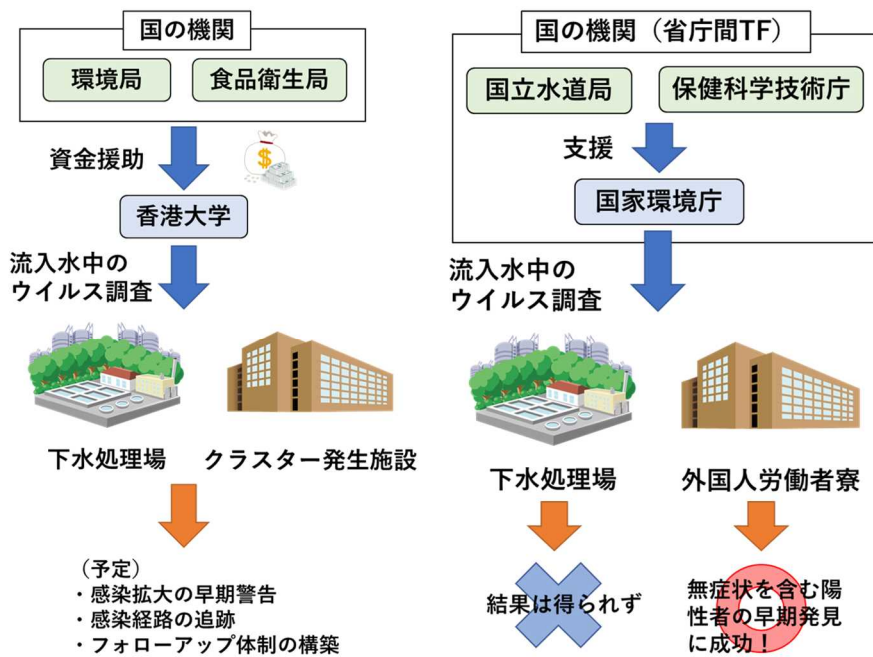 国の機関
環境局
食品衛生局
資金援助
$
香港大学
流入水中の
ウイルス調査
下水処理場
クラスター発生施設
（予定）
・感染拡大の早期警告
・感染経路の追跡
・フォローアップ体制の構築
国の機関（省庁間TF）
国立水道局
保健科学技術庁
支援
国家環境庁
流入水中の
ウイルス調査
下水処理場
外国人労働者寮
結果は得られず
無症状を含む陽
性者の早期発見
に成功！